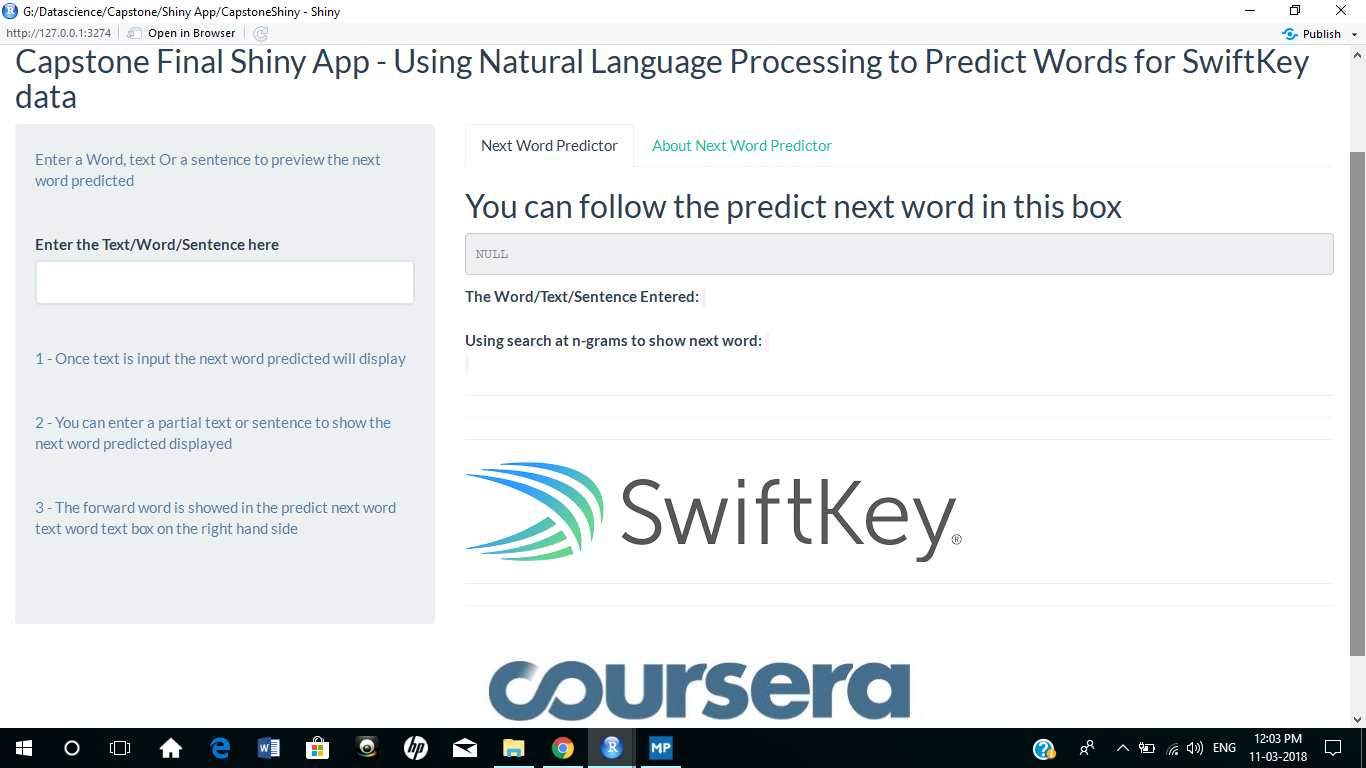 G:/Datascience/Capstone/Shiny App/CapstoneShiny - Shiny
http://127.0.0.1:3274
Open in Browser
Publish
Capstone Final Shiny App - Using Natural Language Processing to Predict Words for SwiftKey
data
Enter a Word, text Or a sentence to preview the next
word predicted
Enter the Text/Word/Sentence here
1 - Once text is input the next word predicted will display
2 - You can enter a partial text or sentence to show the
next word predicted displayed
3 - The forward word is showed in the predict next word
text word text box on the right hand side
Next Word Predictor
About Next Word Predictor
You can follow the predict next word in this box
NULL
The Word/Text/Sentence Entered:
Using search at n-grams to show next word:
SwiftKey®
coursera
hp
MP
ENG
12:03 PM
11-03-2018